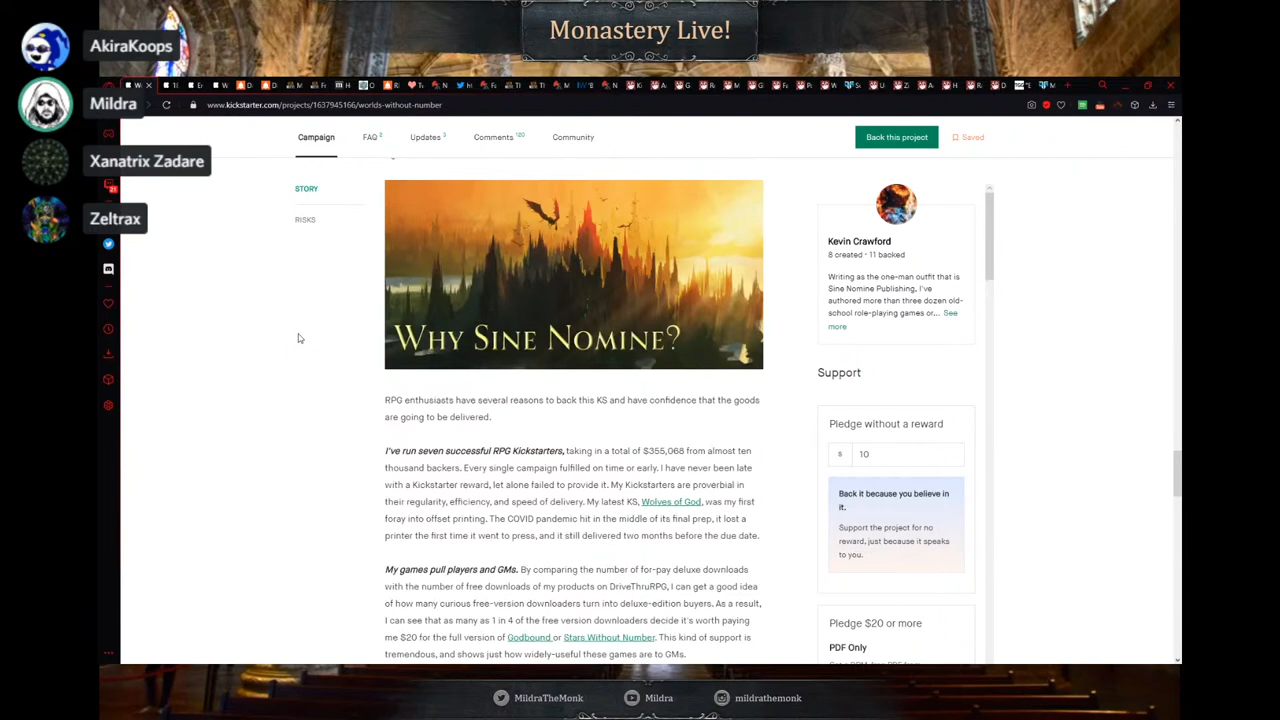 Monastery Live!
AkiraKoops
Mildra
Xanatrix Zadare
Zeltrax
www.kickstarter.com/projects/1637945166/worlds-without-number
Campaign
FAQ 2
Updates 3
Comments 120
Community
Back this project
Saved
STORY
RISKS
WHY SINE NOMINE?
RPG enthusiasts have several reasons to back this KS and have confidence that the goods
are going to be delivered.
I've run seven successful RPG Kickstarters, taking in a total of $355,068 from almost ten
thousand backers. Every single campaign fulfilled on time or early. I have never been late
with a Kickstarter reward, let alone failed to provide it. My Kickstarters are proverbial in
their regularity, efficiency, and speed of delivery. My latest KS, Wolves of God, was my first
foray into offset printing. The COVID pandemic hit in the middle of its final prep, it lost a
printer the first time it went to press, and it still delivered two months before the due date.
My games pull players and GMs. By comparing the number of for-pay deluxe downloads
with the number of free downloads of my products on DriveThruRPG, I can get a good idea
of how many curious free-version downloaders turn into deluxe-edition buyers. As a result,
I can see that as many as 1 in 4 of the free version downloaders decide it's worth paying
me $20 for the full version of Godbound or Stars Without Number. This kind of support is
tremendous, and shows just how widely-useful these games are to GMs.
Kevin Crawford
8 created · 11 backed
Writing as the one-man outfit that is
Sine Nomine Publishing, I've
authored more than three dozen old-
school role-playing games or... See
more
Support
Pledge without a reward
$ 10
Back it because you believe in
it.
Support the project for no
reward, just because it speaks
to you.
Pledge $20 or more
PDF Only
MildraTheMonk
Mildra
mildrathemonk